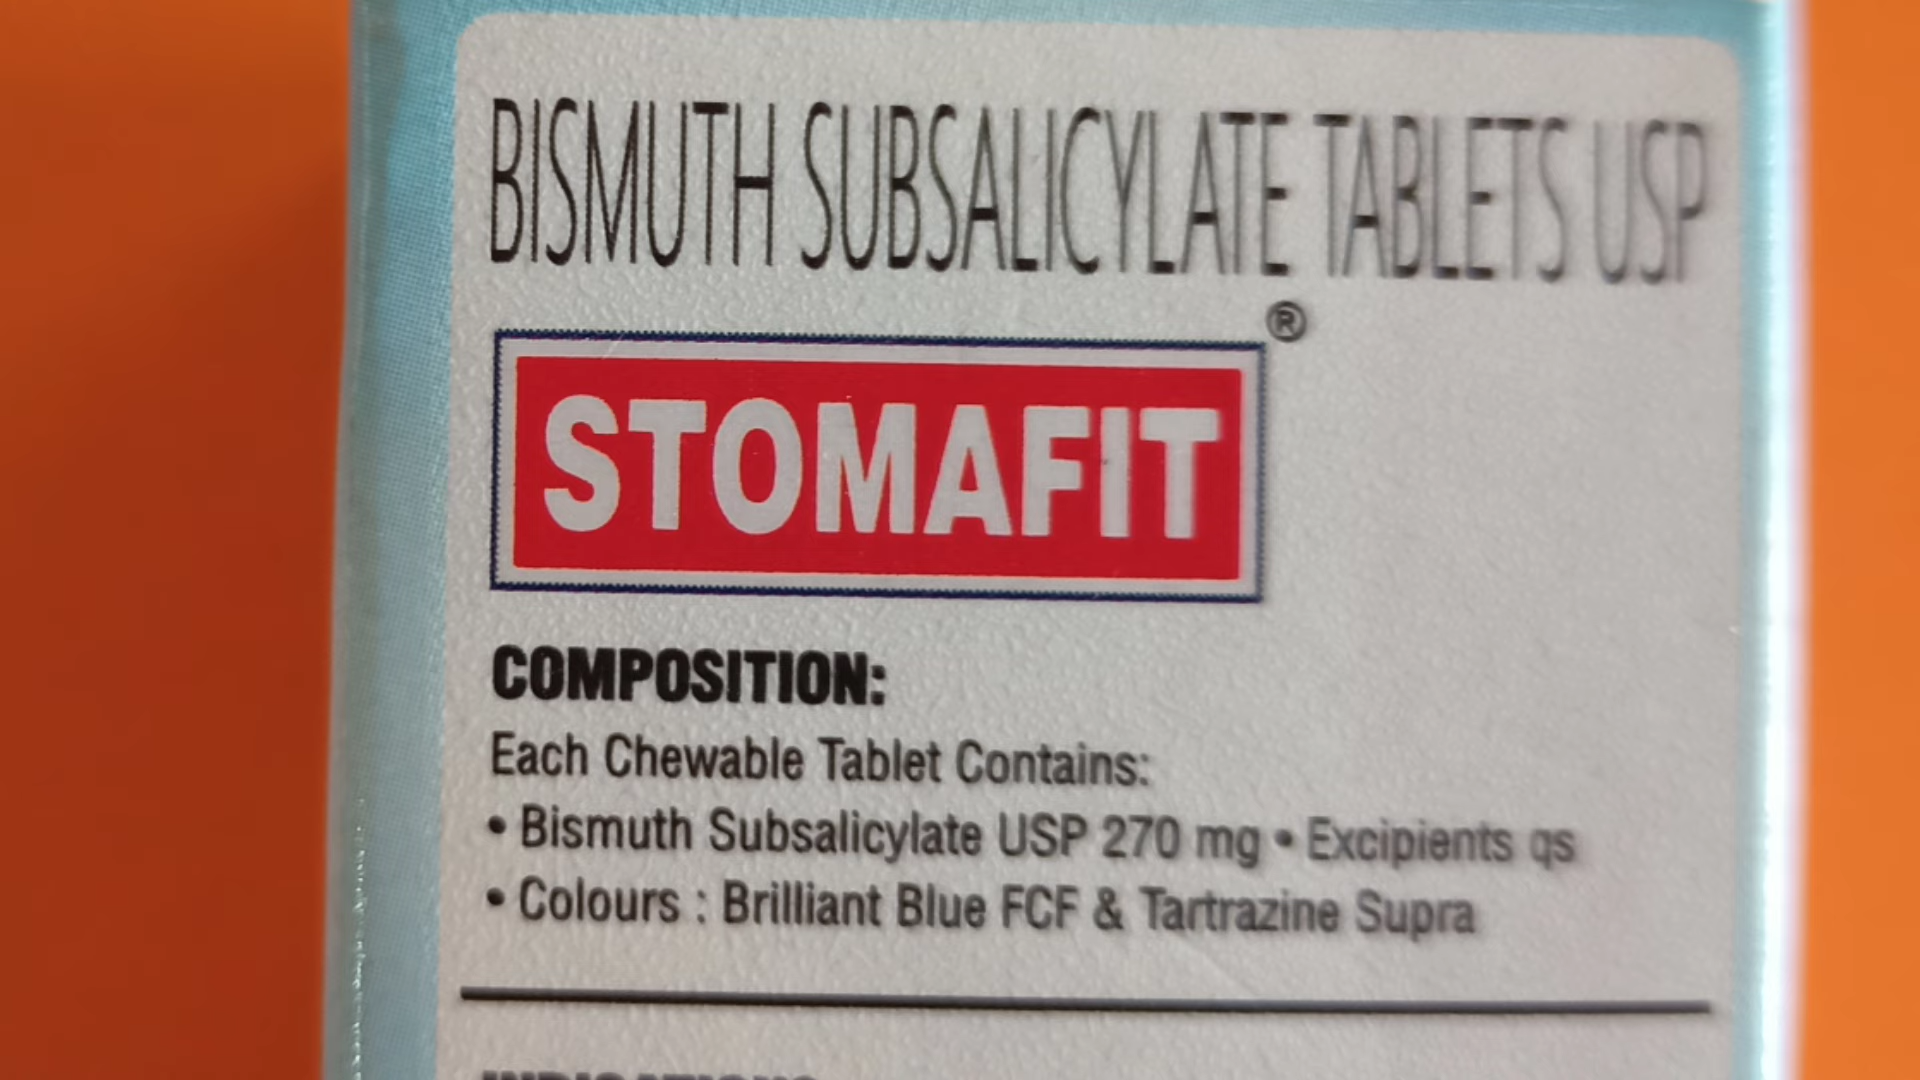 BISMUTH SUBSALICYLATE TABLETS USP
STOMAFIT®
COMPOSITION:
Each Chewable Tablet Contains:
• Bismuth Subsalicylate USP 270 mg • Excipients qs
• Colours : Brilliant Blue FCF & Tartrazine Supra